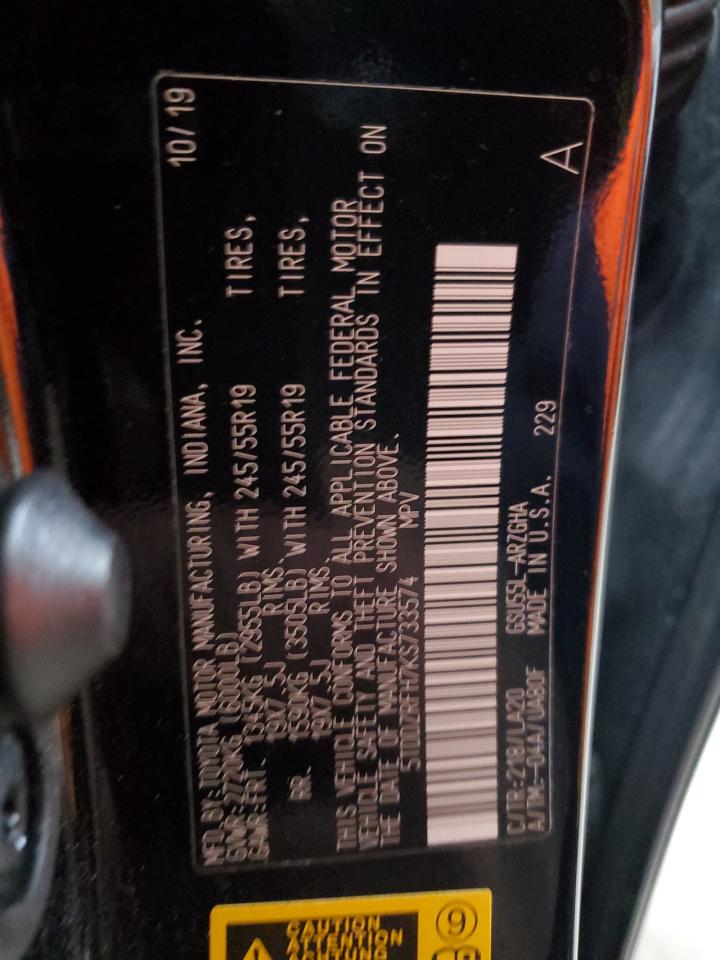 10/19
MFD.BY:TOYOTA MOTOR MANUFACTURING, INDIANA, INC.
GVWR:2720KG (6000LB)
GAWR:FRT. 1345KG (2965LB) WITH 245/55R19 TIRES,
19X7.5J RIMS,
RR. 1590KG (3505LB) WITH 245/55R19 TIRES,
19X7.5J RIMS.
THIS VEHICLE CONFORMS TO ALL APPLICABLE FEDERAL MOTOR
VEHICLE SAFETY AND THEFT PREVENTION STANDARDS IN EFFECT ON
THE DATE OF MANUFACTURE SHOWN ABOVE.
5TDDZRFH7KS733574 MPV
C/TR:218/LA20 GSU55L-ARZGHA
A/TM:-04A/UA80F MADE IN U.S.A. 229 A
CAUTION
ATTENTION
ACHTUNG
9